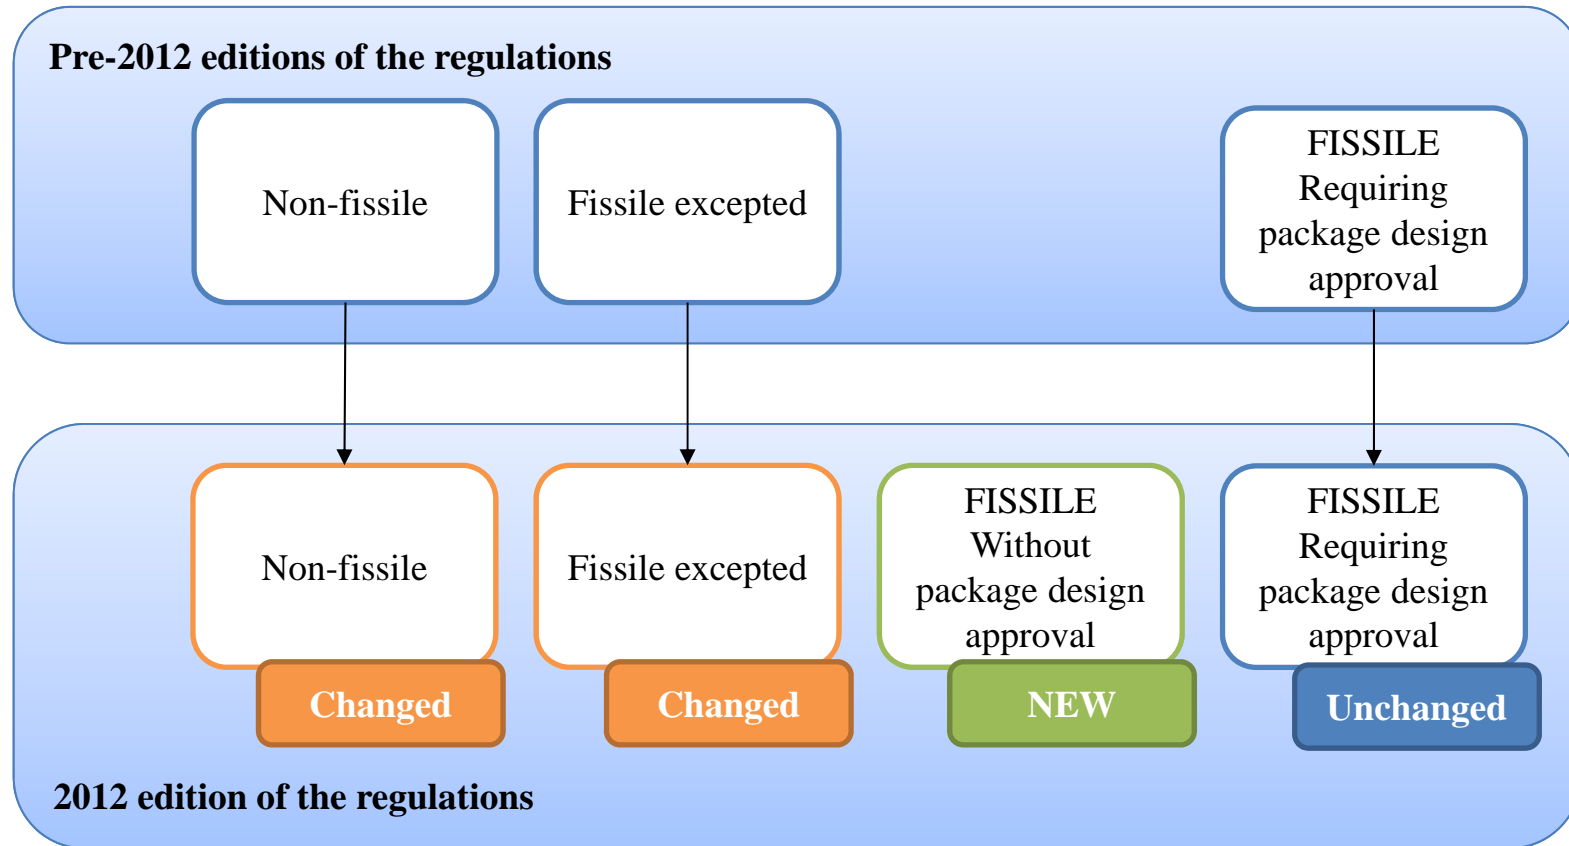 Pre-2012 editions of the regulations
Non-fissile
Fissile excepted
FISSILE
Requiring
package design
approval
Non-fissile
Fissile excepted
FISSILE
Without
package design
approval
FISSILE
Requiring
package design
approval
Changed
Changed
NEW
Unchanged
2012 edition of the regulations